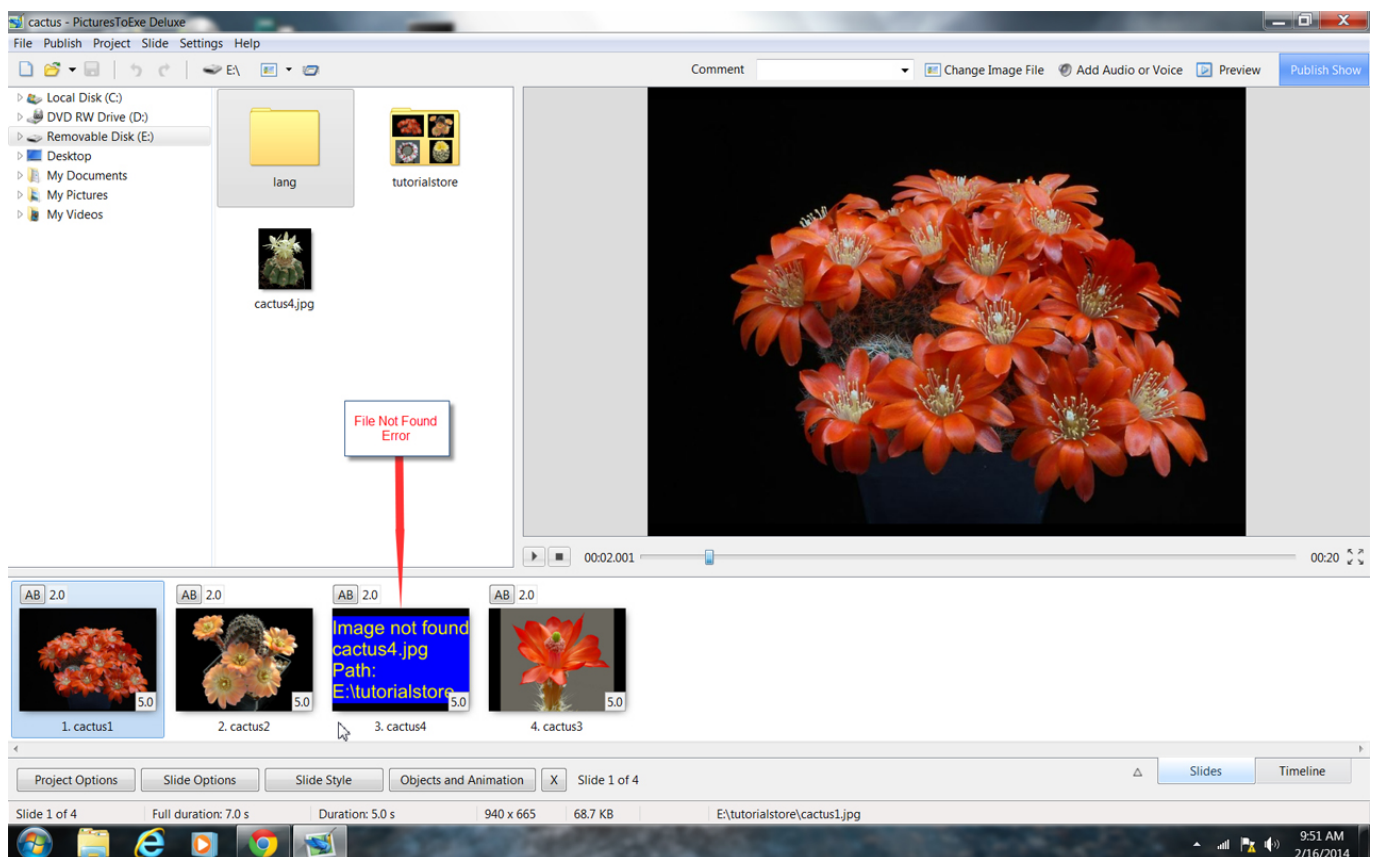 cactus - PicturesToExe Deluxe
File Publish Project Slide Settings Help
E:\ Comment Change Image File Add Audio or Voice Preview Publish Show
Local Disk (C:)
DVD RW Drive (D:)
Removable Disk (E:)
Desktop
My Documents
My Pictures
My Videos
lang tutorialstore
cactus4.jpg
File Not Found
Error
00:02.001 00:20
AB 2.0 AB 2.0 AB 2.0 AB 2.0
Image not found
cactus4.jpg
Path:
E:\tutorialstore
5.0 5.0 5.0 5.0
1. cactus1 2. cactus2 3. cactus4 4. cactus3
Project Options Slide Options Slide Style Objects and Animation X Slide 1 of 4 Slides Timeline
Slide 1 of 4 Full duration: 7.0 s Duration: 5.0 s 940 x 665 68.7 KB E:\tutorialstore\cactus1.jpg
9:51 AM
2/16/2014